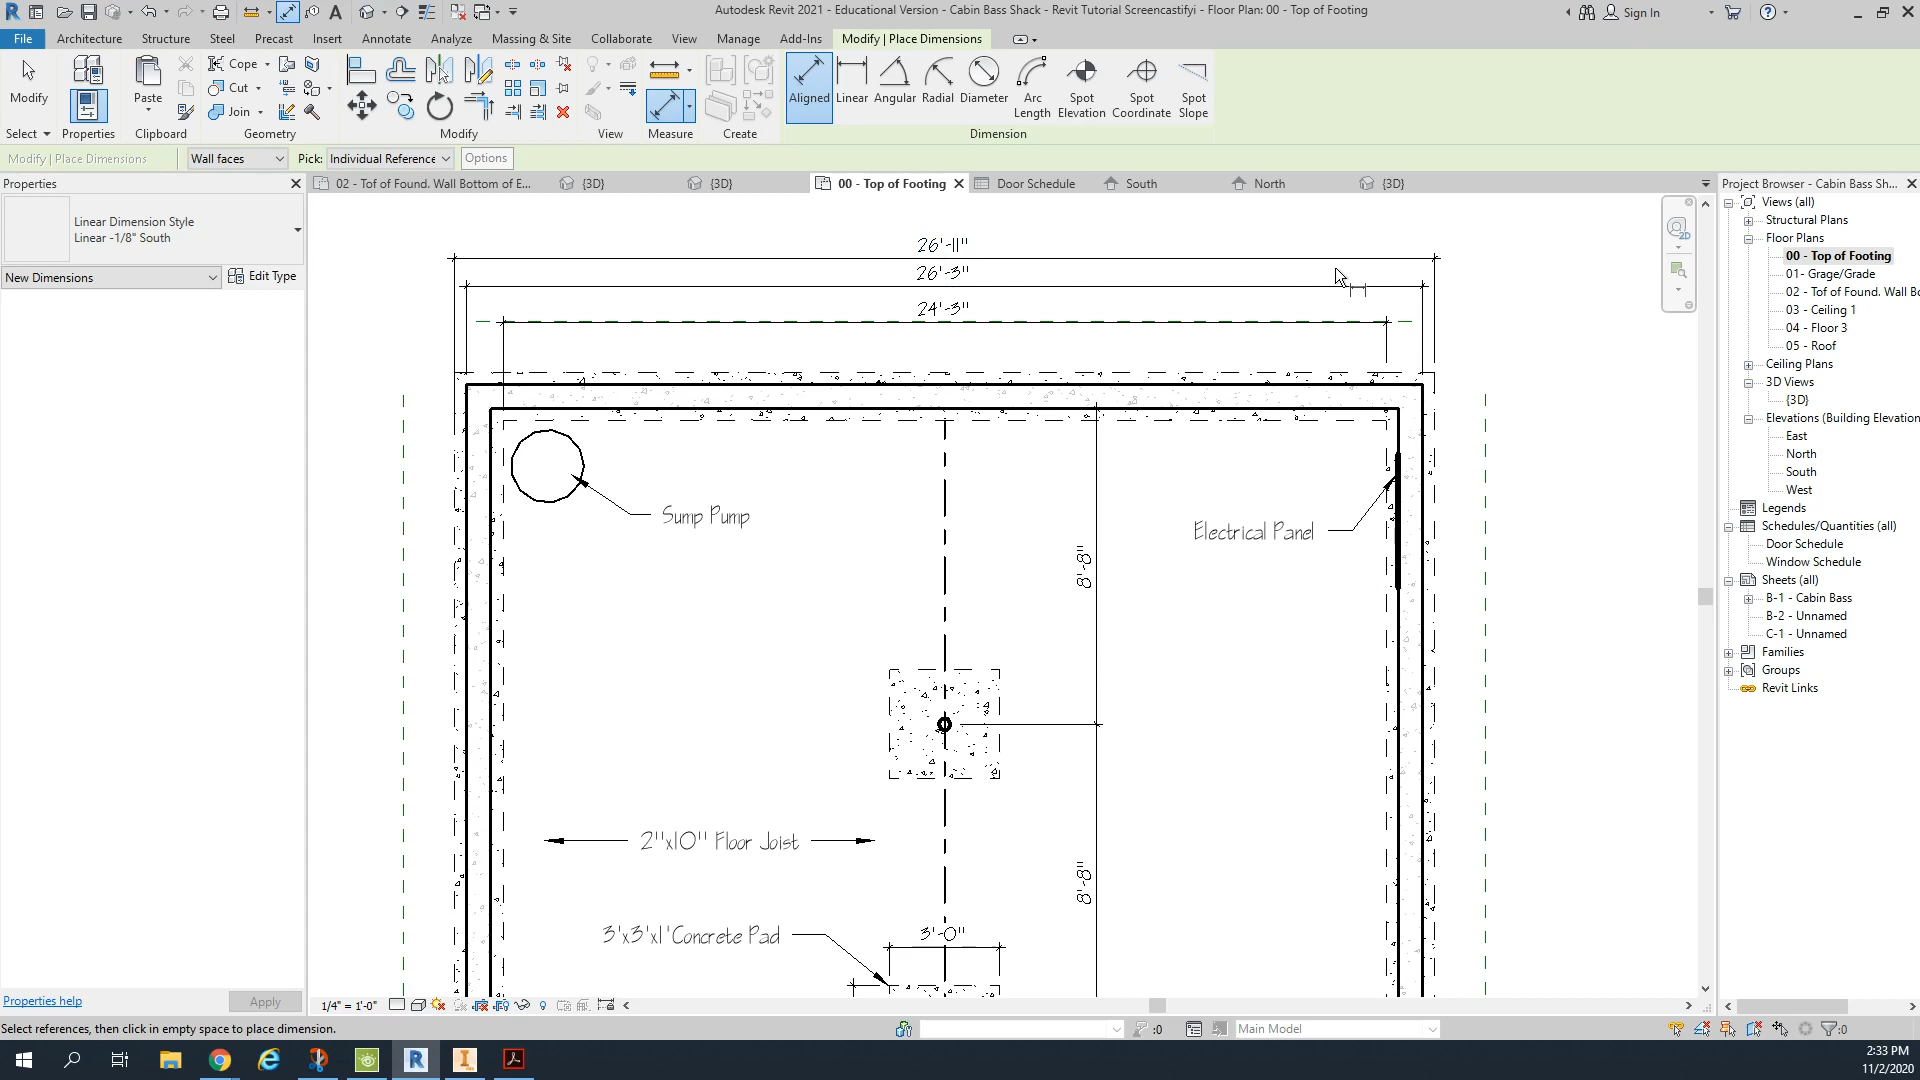 Autodesk Revit 2021 - Educational Version - Cabin Bass Shack - Revit Tutorial Screencastifyi - Floor Plan: 00 - Top of Footing
Sign In
File Architecture Structure Steel Precast Insert Annotate Analyze Massing & Site Collaborate View Manage Add-Ins Modify | Place Dimensions
Modify Paste Cope Cut Join Aligned Linear Angular Radial Diameter Arc Length Spot Elevation Spot Coordinate Spot Slope
Select Properties Clipboard Geometry Modify View Measure Create Dimension
Modify | Place Dimensions Wall faces Pick: Individual Reference Options
Properties
02 - Tof of Found. Wall Bottom of E... {3D} {3D} 00 - Top of Footing Door Schedule South North {3D}
Linear Dimension Style
Linear -1/8" South
New Dimensions Edit Type
Properties help Apply
26'-11"
26'-3"
24'-3"
Sump Pump
Electrical Panel
8'-8"
2"x10" Floor Joist
8'-8"
3'x3'x1' Concrete Pad
3'-0"
2D
Project Browser - Cabin Bass Sh...
Views (all)
Structural Plans
Floor Plans
00 - Top of Footing
01- Grage/Grade
02 - Tof of Found. Wall Bo
03 - Ceiling 1
04 - Floor 3
05 - Roof
Ceiling Plans
3D Views
{3D}
Elevations (Building Elevation
East
North
South
West
Legends
Schedules/Quantities (all)
Door Schedule
Window Schedule
Sheets (all)
B-1 - Cabin Bass
B-2 - Unnamed
C-1 - Unnamed
Families
Groups
Revit Links
1/4" = 1'-0"
Select references, then click in empty space to place dimension.
:0
Main Model
:0
2:33 PM
11/2/2020